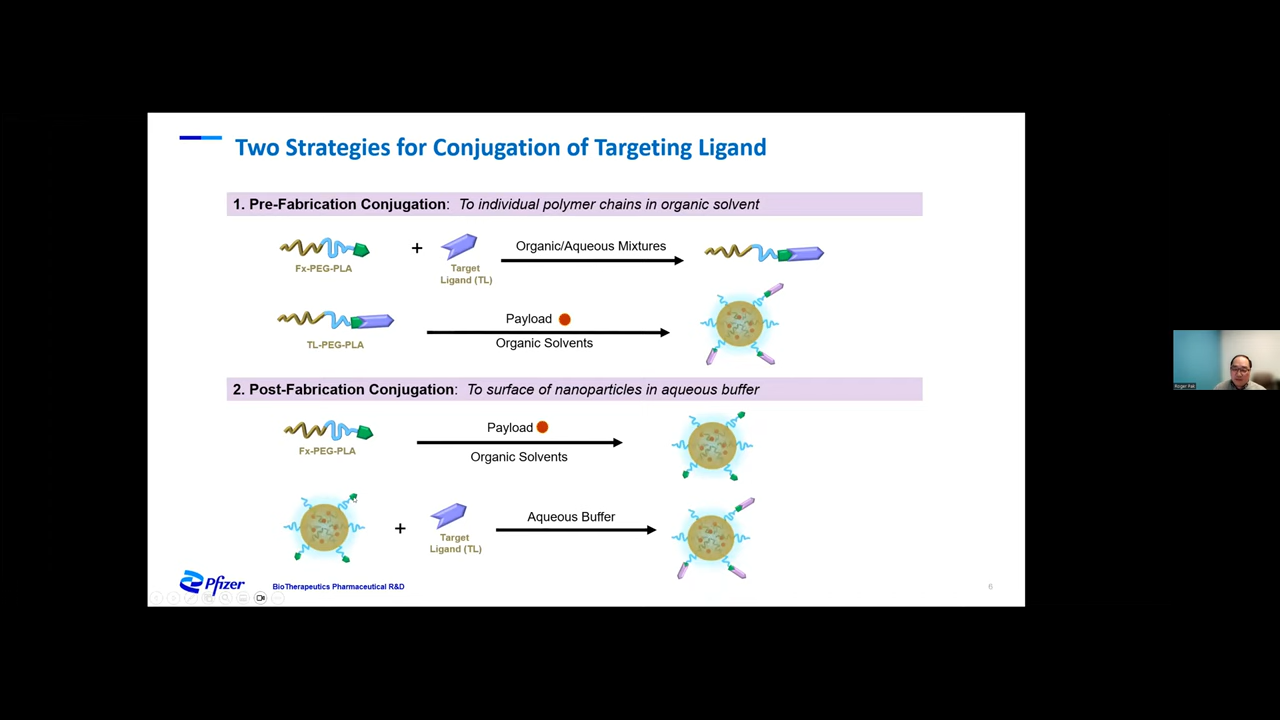 Two Strategies for Conjugation of Targeting Ligand
1. Pre-Fabrication Conjugation: To individual polymer chains in organic solvent
Fx-PEG-PLA
+
Target
Ligand (TL)
Organic/Aqueous Mixtures
TL-PEG-PLA
Payload
Organic Solvents
2. Post-Fabrication Conjugation: To surface of nanoparticles in aqueous buffer
Fx-PEG-PLA
Payload
Organic Solvents
+
Target
Ligand (TL)
Aqueous Buffer
Pfizer
BioTherapeutics Pharmaceutical R&D
6